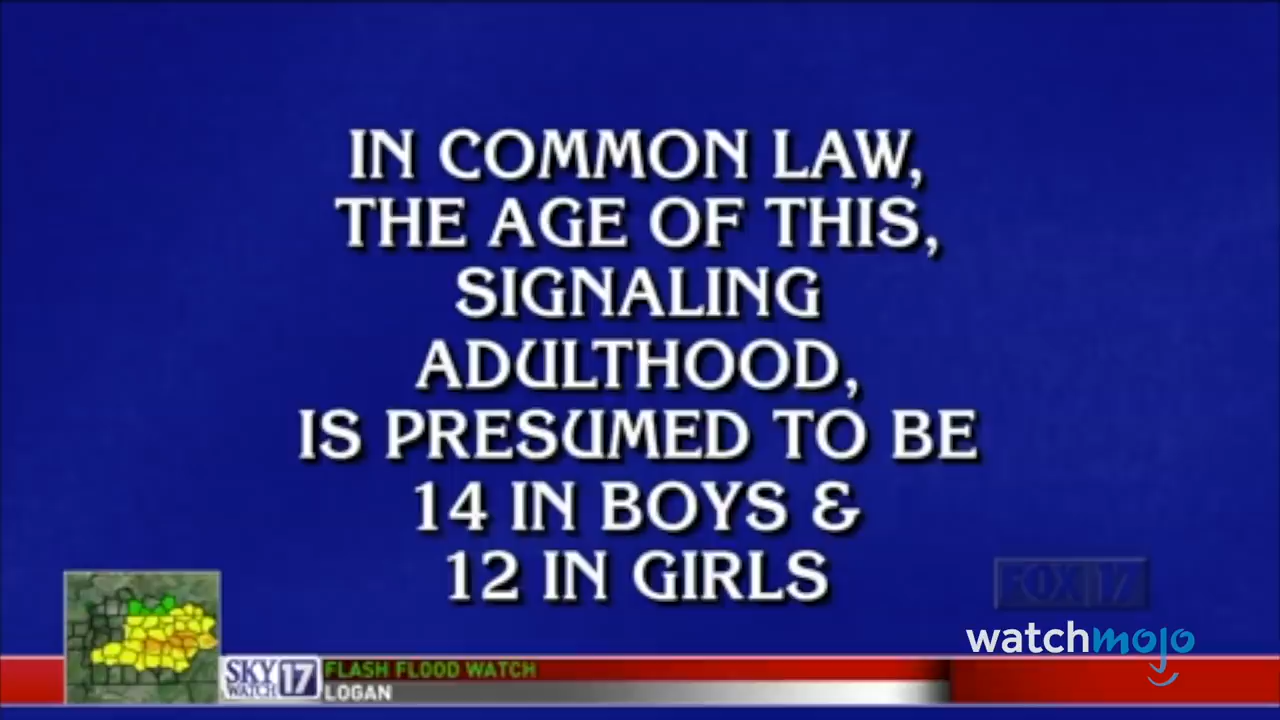 IN COMMON LAW,
THE AGE OF THIS,
SIGNALING
ADULTHOOD,
IS PRESUMED TO BE
14 IN BOYS &
12 IN GIRLS
FOX 17
watchmojo
SKY WATCH 17
FLASH FLOOD WATCH
LOGAN